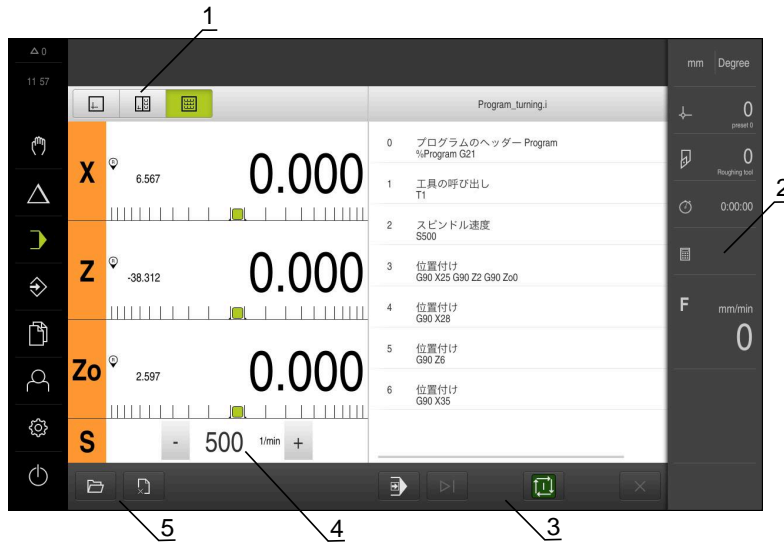 1
△ 0
11 57
mm Degree
Program_turning.i
X
R
6.567
0.000
Z
R
-38.312
0.000
Zo
R
2.597
0.000
S
-
500
1/min
+
0 プログラムのヘッダー Program
%Program G21
1 工具の呼び出し
T1
2 スピンドル速度
S500
3 位置付け
G90 X25 G90 Z2 G90 Zo0
4 位置付け
G90 X28
5 位置付け
G90 Z6
6 位置付け
G90 X35
0
preset 0
0
Roughing tool
0:00:00
2
F mm/min
0
5
4
3